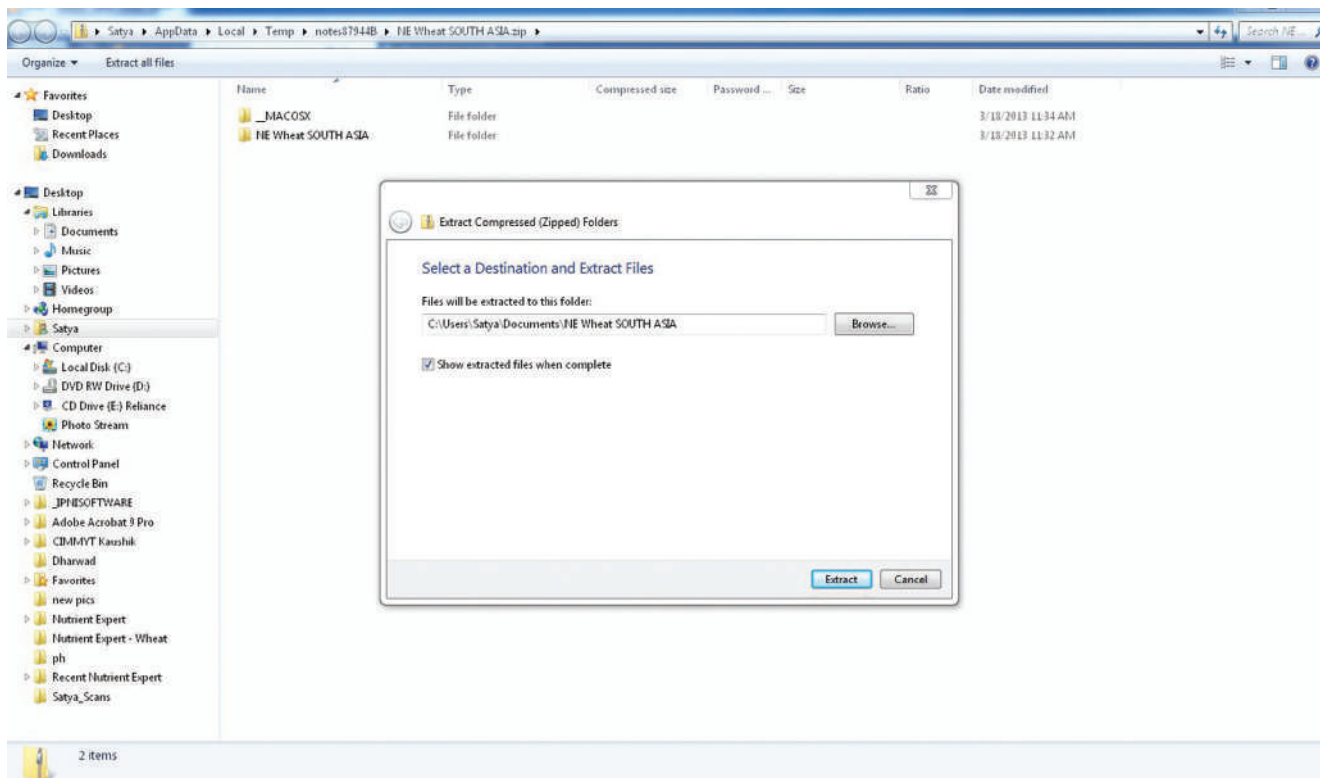 Satya ▸ AppData ▸ Local ▸ Temp ▸ notes87944B ▸ NE Wheat SOUTH ASIA.zip ▸
Search NE...
Organize Extract all files
Name Type Compressed size Password ... Size Ratio Date modified
__MACOSX File folder 3/18/2013 11:34 AM
NE Wheat SOUTH ASIA File folder 3/18/2013 11:32 AM
Favorites
Desktop
Recent Places
Downloads
Desktop
Libraries
Documents
Music
Pictures
Videos
Homegroup
Satya
Computer
Local Disk (C:)
DVD RW Drive (D:)
CD Drive (E:) Reliance
Photo Stream
Network
Control Panel
Recycle Bin
_IPNISOFTWARE
Adobe Acrobat 9 Pro
CIMMYT Kaushik
Dharwad
Favorites
new pics
Nutrient Expert
Nutrient Expert - Wheat
ph
Recent Nutrient Expert
Satya_Scans
Extract Compressed (Zipped) Folders
Select a Destination and Extract Files
Files will be extracted to this folder:
C:\Users\Satya\Documents\NE Wheat SOUTH ASIA
Browse...
Show extracted files when complete
Extract Cancel
2 items